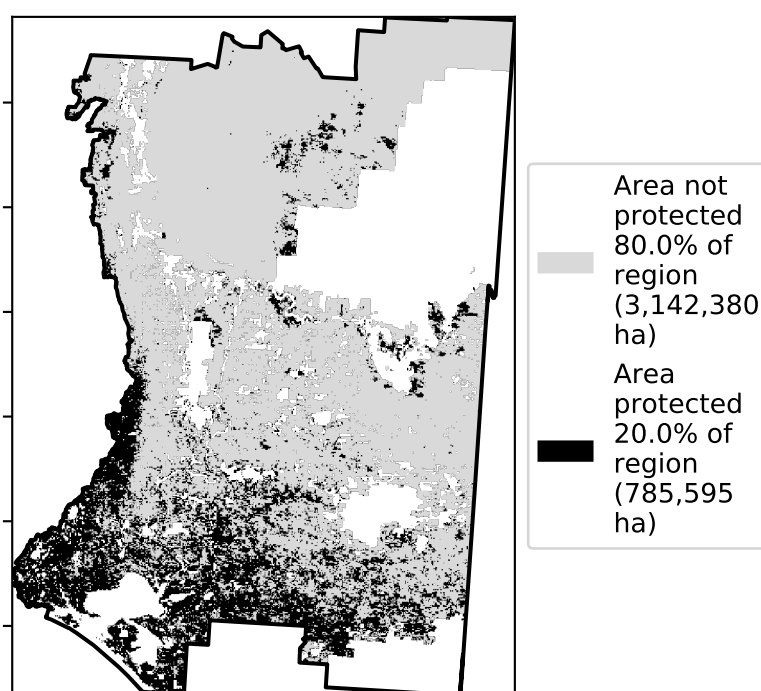 Area not
protected
80.0% of
region
(3,142,380
ha)
Area
protected
20.0% of
region
(785,595
ha)